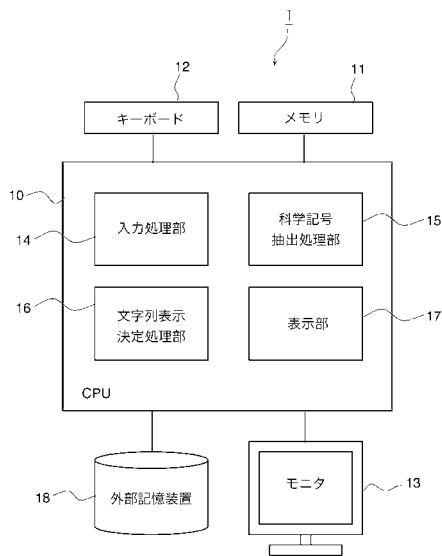 1
12
11
キーボード
メモリ
10
入力処理部
14
科学記号
抽出処理部
15
16
文字列表示
決定処理部
表示部
17
CPU
18
外部記憶装置
モニタ
13